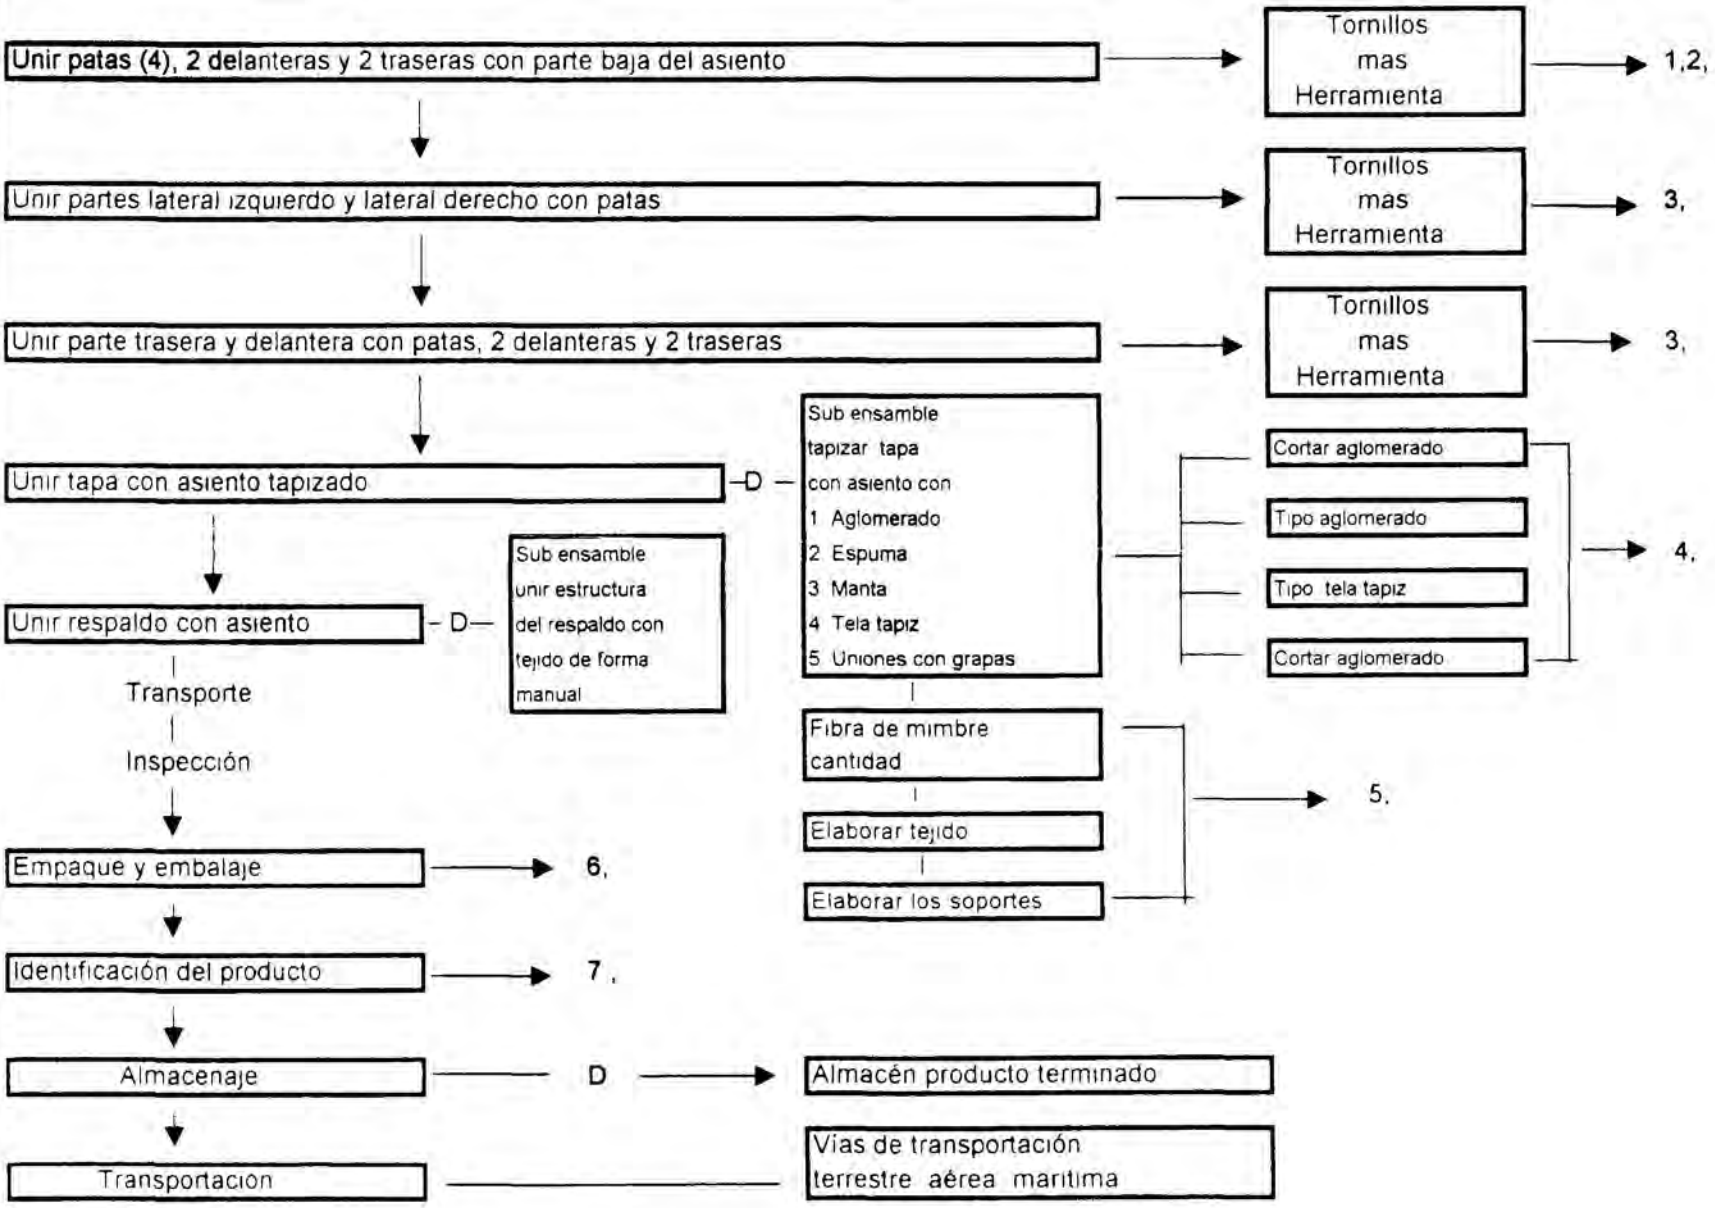 Unir patas (4), 2 delanteras y 2 traseras con parte baja del asiento
Tornillos
mas
Herramienta
1,2,
Unir partes lateral izquierdo y lateral derecho con patas
Tornillos
mas
Herramienta
3,
Unir parte trasera y delantera con patas, 2 delanteras y 2 traseras
Tornillos
mas
Herramienta
3,
Unir tapa con asiento tapizado
D
Sub ensamble
tapizar tapa
con asiento con
1 Aglomerado
2 Espuma
3 Manta
4 Tela tapiz
5 Uniones con grapas
Cortar aglomerado
Tipo aglomerado
Tipo tela tapiz
Cortar aglomerado
4,
Unir respaldo con asiento
D
Sub ensamble
unir estructura
del respaldo con
tejido de forma
manual
Transporte
Inspección
Fibra de mimbre
cantidad
Elaborar tejido
Elaborar los soportes
5,
Empaque y embalaje
6,
Identificación del producto
7 ,
Almacenaje
D
Almacén producto terminado
Transportación
Vías de transportación
terrestre aérea maritima